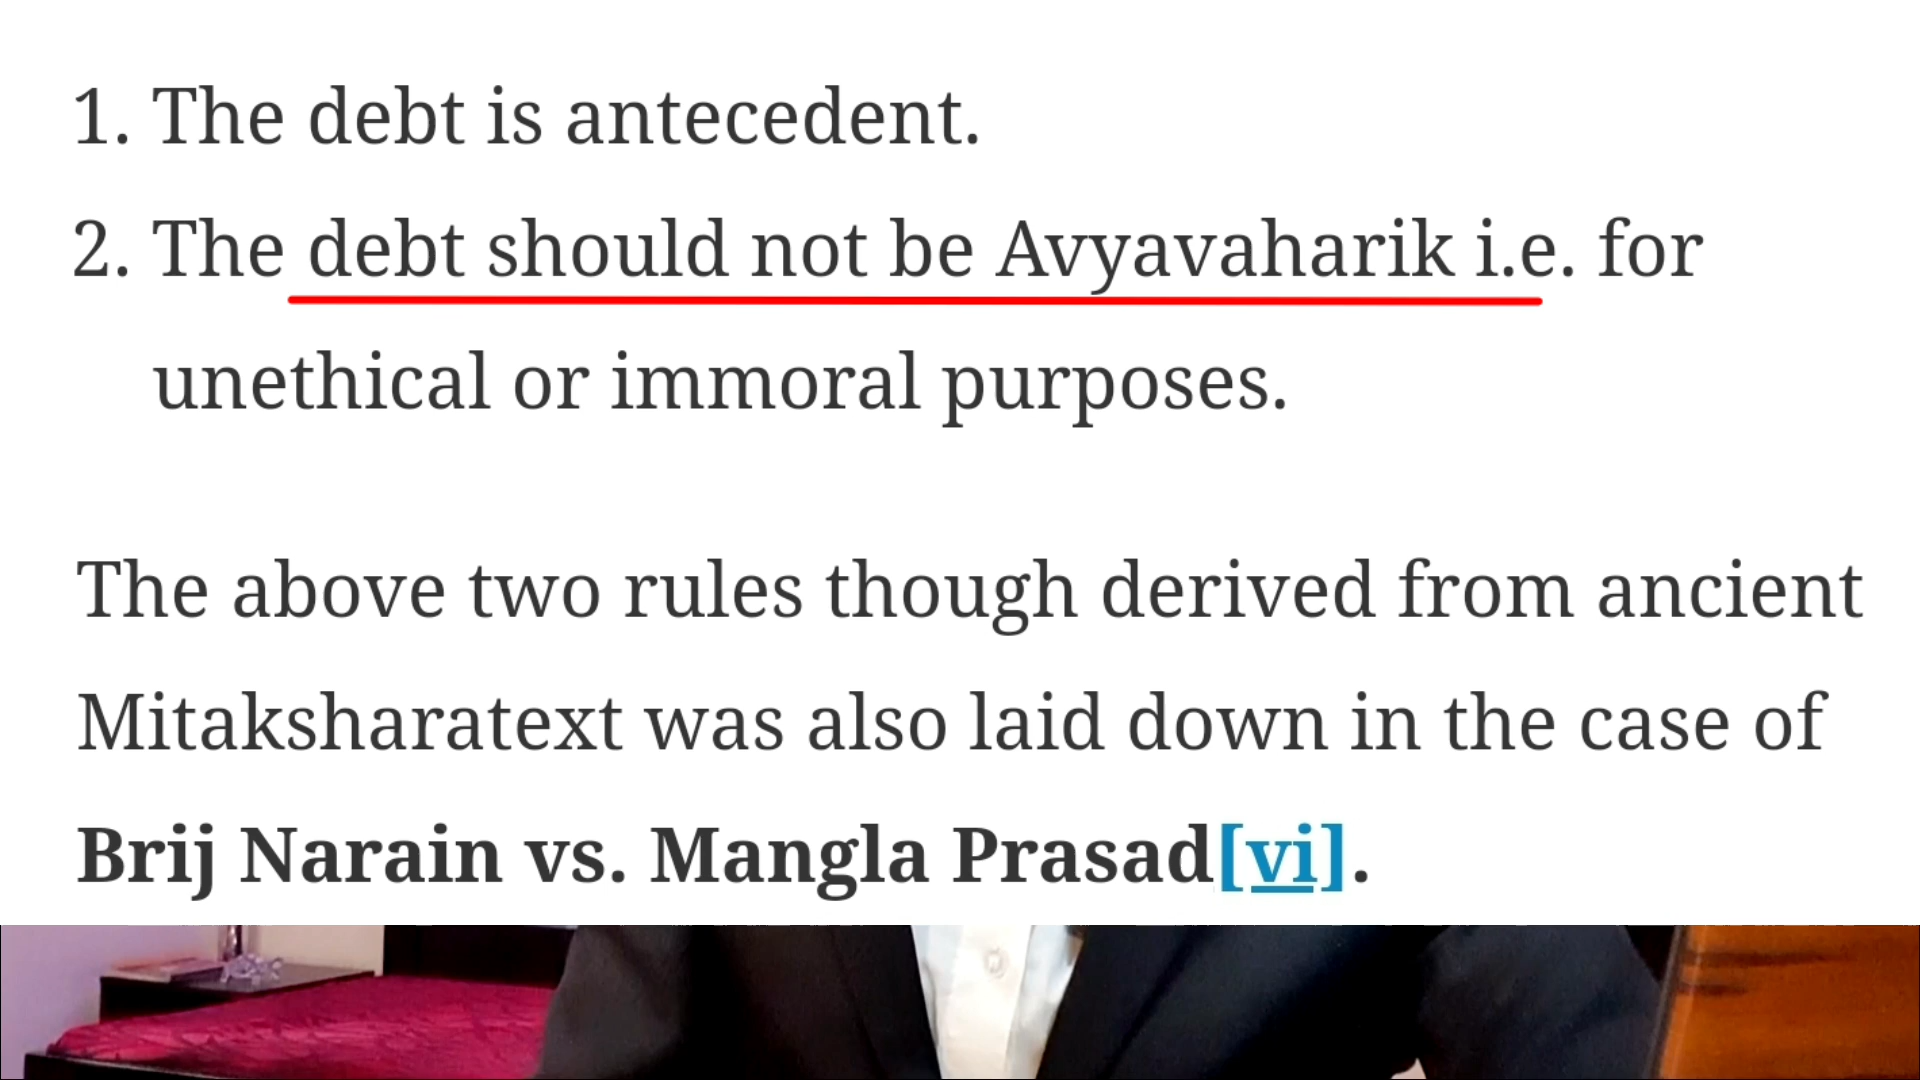 1. The debt is antecedent.
2. The debt should not be Avyavaharik i.e. for
unethical or immoral purposes.
The above two rules though derived from ancient
Mitaksharatext was also laid down in the case of
Brij Narain vs. Mangla Prasad[vi].